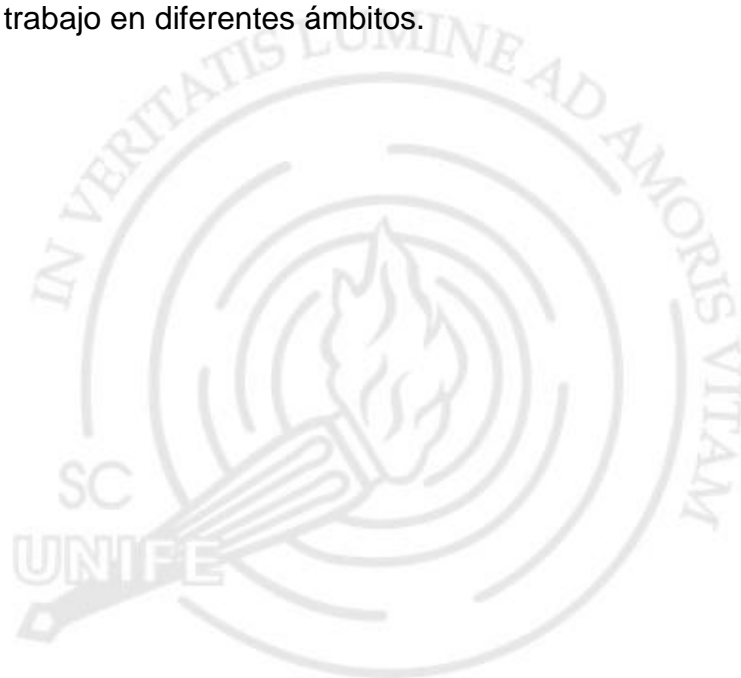 trabajo en diferentes ámbitos.
IN VERITATIS LUMINE AD AMORIS VITAM
SC
UNIFE